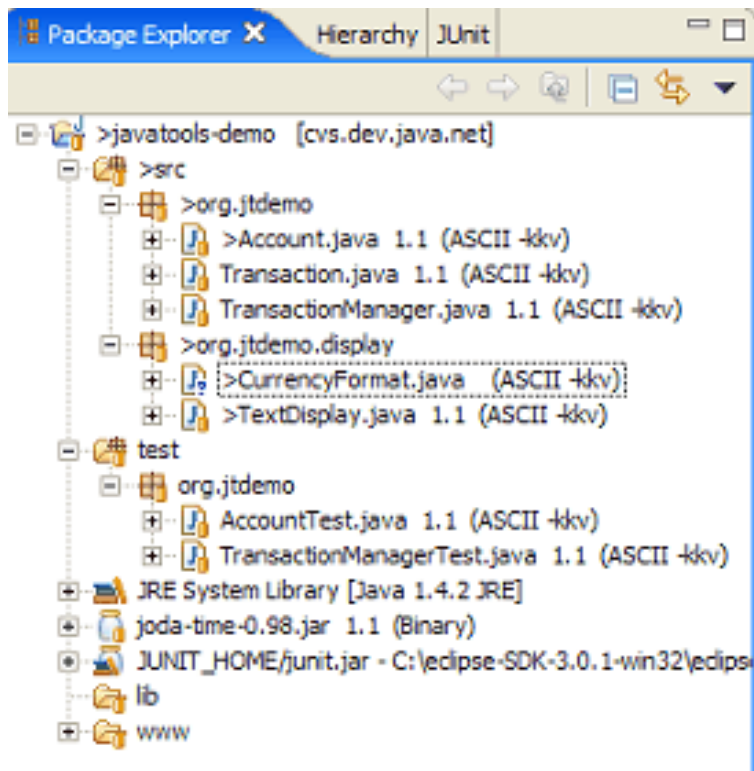 Package Explorer Hierarchy JUnit
>javatools-demo [cvs.dev.java.net]
>src
>org.jtdemo
>Account.java 1.1 (ASCII -kkv)
Transaction.java 1.1 (ASCII -kkv)
TransactionManager.java 1.1 (ASCII -kkv)
>org.jtdemo.display
>CurrencyFormat.java (ASCII -kkv)
>TextDisplay.java 1.1 (ASCII -kkv)
test
org.jtdemo
AccountTest.java 1.1 (ASCII -kkv)
TransactionManagerTest.java 1.1 (ASCII -kkv)
JRE System Library [Java 1.4.2 JRE]
joda-time-0.98.jar 1.1 (Binary)
JUNIT_HOME/junit.jar - C:\eclipse-SDK-3.0.1-win32\eclips
lib
www